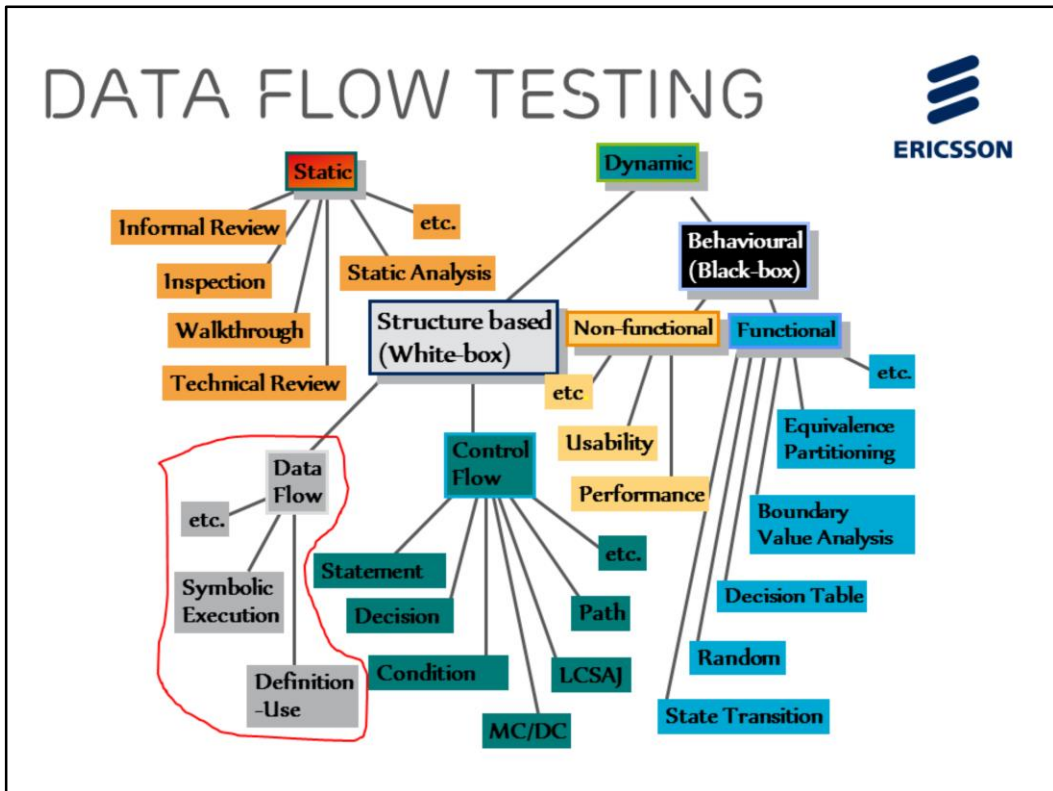 DATA FLOW TESTING
ERICSSON
Static
Dynamic
Informal Review
etc.
Inspection
Static Analysis
Walkthrough
Technical Review
Behavioural
(Black-box)
Structure based
(White-box)
Non-functional
Functional
etc
Usability
Performance
etc.
Equivalence
Partitioning
Boundary
Value Analysis
Decision Table
Random
State Transition
Data
Flow
etc.
Symbolic
Execution
Definition
-Use
Control
Flow
Statement
Decision
Condition
MC/DC
LCSAJ
Path
etc.